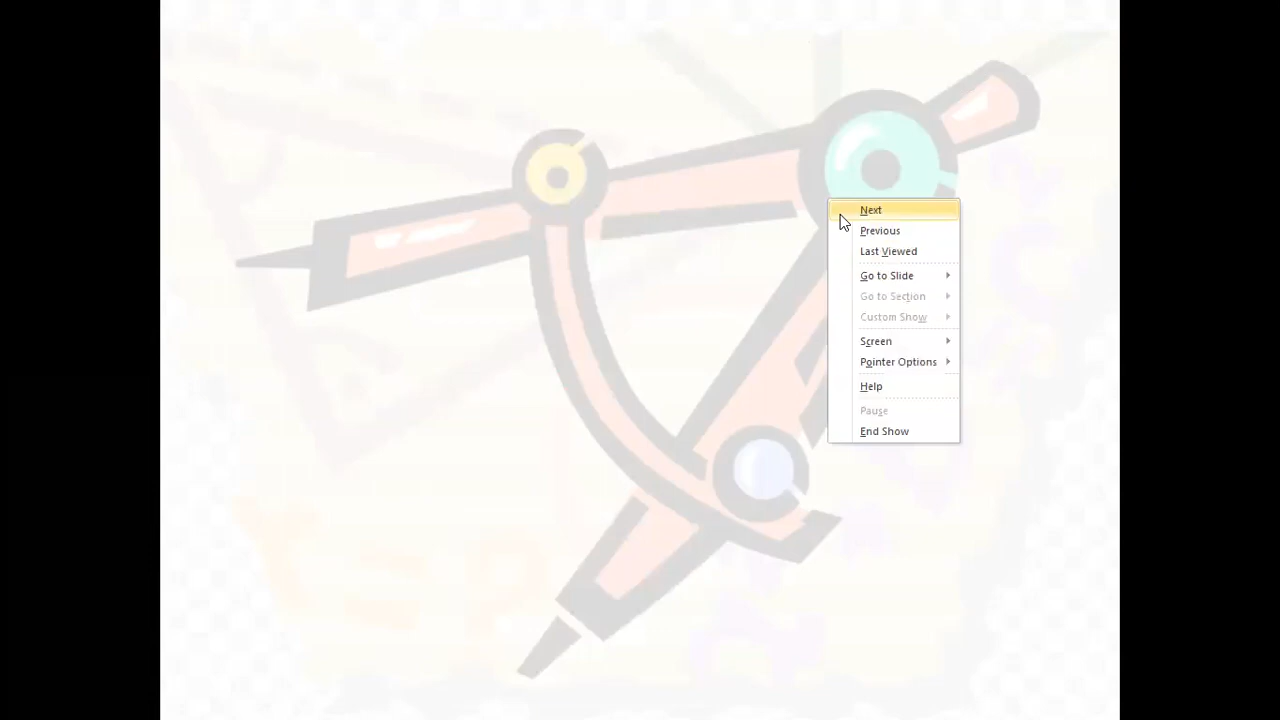 Next
Previous
Last Viewed
Go to Slide
Go to Section
Custom Show
Screen
Pointer Options
Help
Pause
End Show